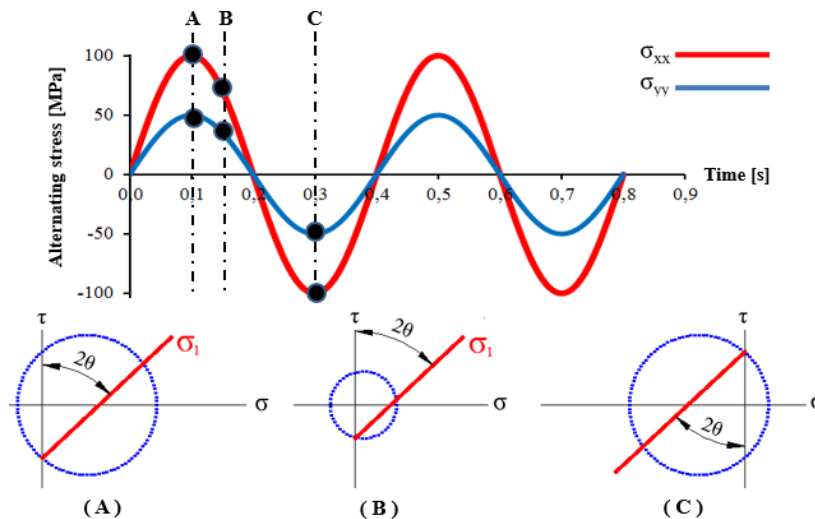 A B C
σxx
σyy
Alternating stress [MPa]
100
50
0
-50
-100
0,0 0,1 0,2 0,3 0,4 0,5 0,6 0,7 0,8 0,9
Time [s]
τ 2θ σ1 σ
τ 2θ σ1 σ
τ 2θ σ
( A ) ( B ) ( C )